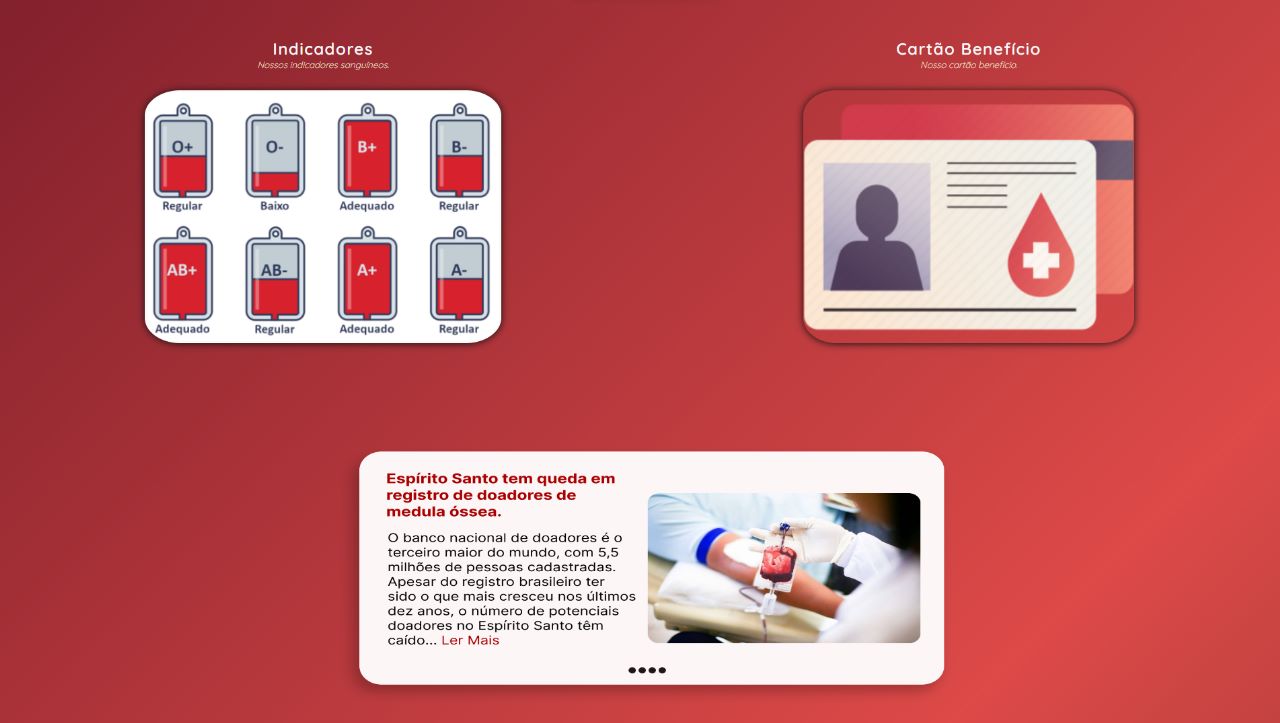 Indicadores
Nossos indicadores sanguíneos.
O+ O- B+ B-
Regular Baixo Adequado Regular
AB+ AB- A+ A-
Adequado Regular Adequado Regular
Cartão Benefício
Nosso cartão benefício.
Espírito Santo tem queda em
registro de doadores de
medula óssea.
O banco nacional de doadores é o
terceiro maior do mundo, com 5,5
milhões de pessoas cadastradas.
Apesar do registro brasileiro ter
sido o que mais cresceu nos últimos
dez anos, o número de potenciais
doadores no Espírito Santo têm
caído... Ler Mais